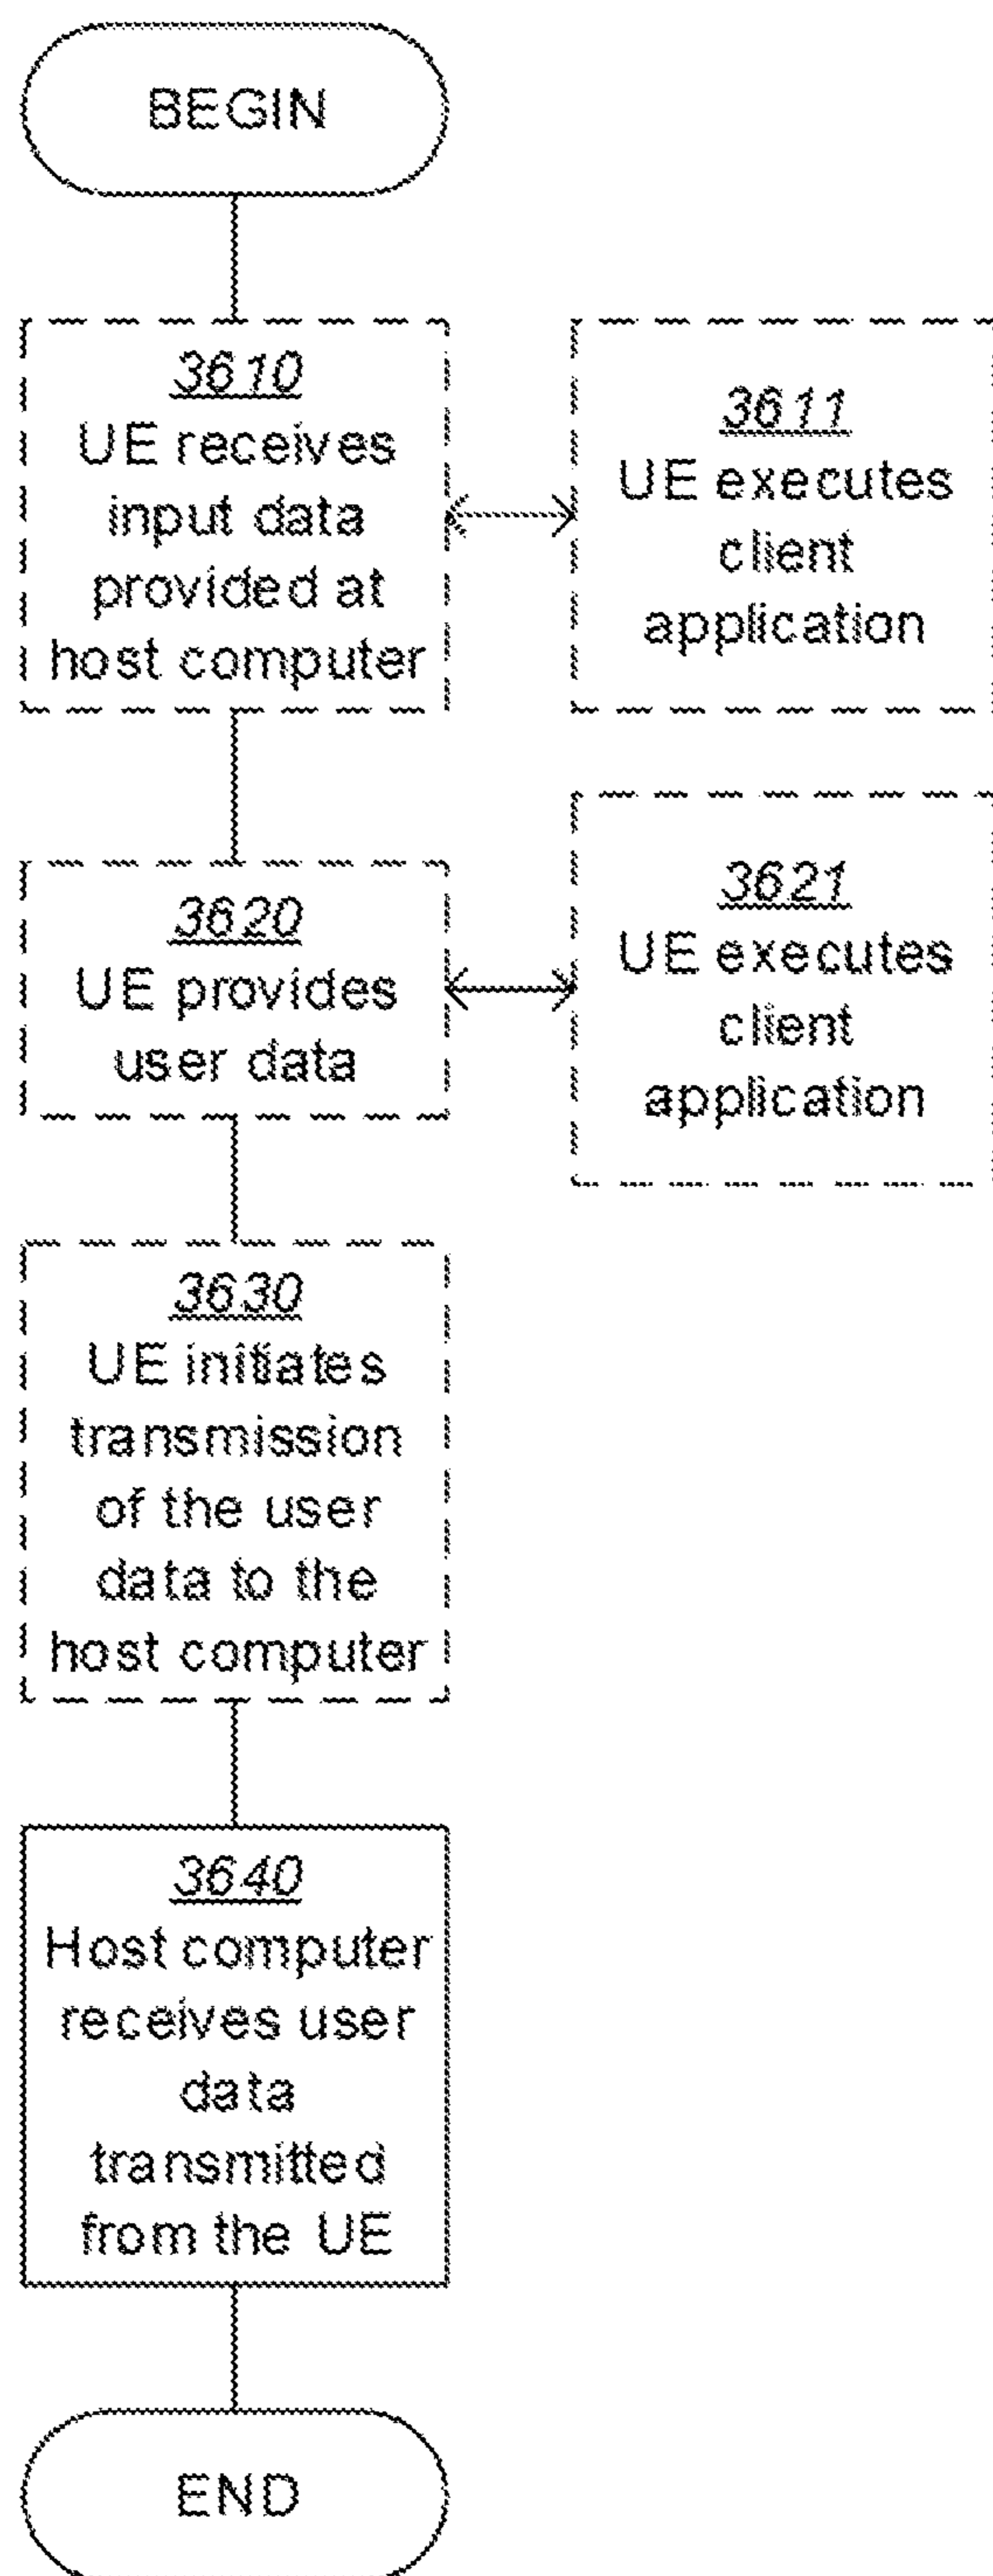 BEGIN
3610
UE receives
input data
provided at
host computer
3611
UE executes
client
application
3620
UE provides
user data
3621
UE executes
client
application
3630
UE initiates
transmission
of the user
data to the
host computer
3640
Host computer
receives user
data
transmitted
from the UE
END